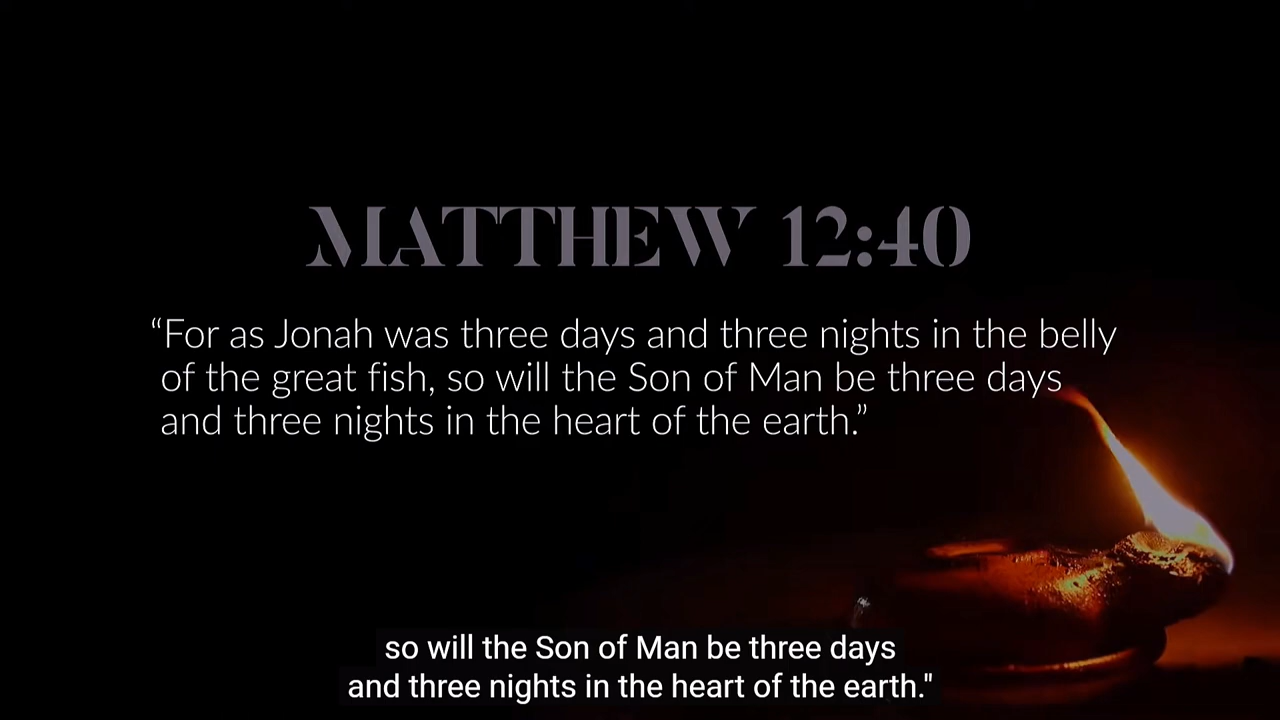 MATTHEW 12:40
“For as Jonah was three days and three nights in the belly
of the great fish, so will the Son of Man be three days
and three nights in the heart of the earth.”
so will the Son of Man be three days
and three nights in the heart of the earth."